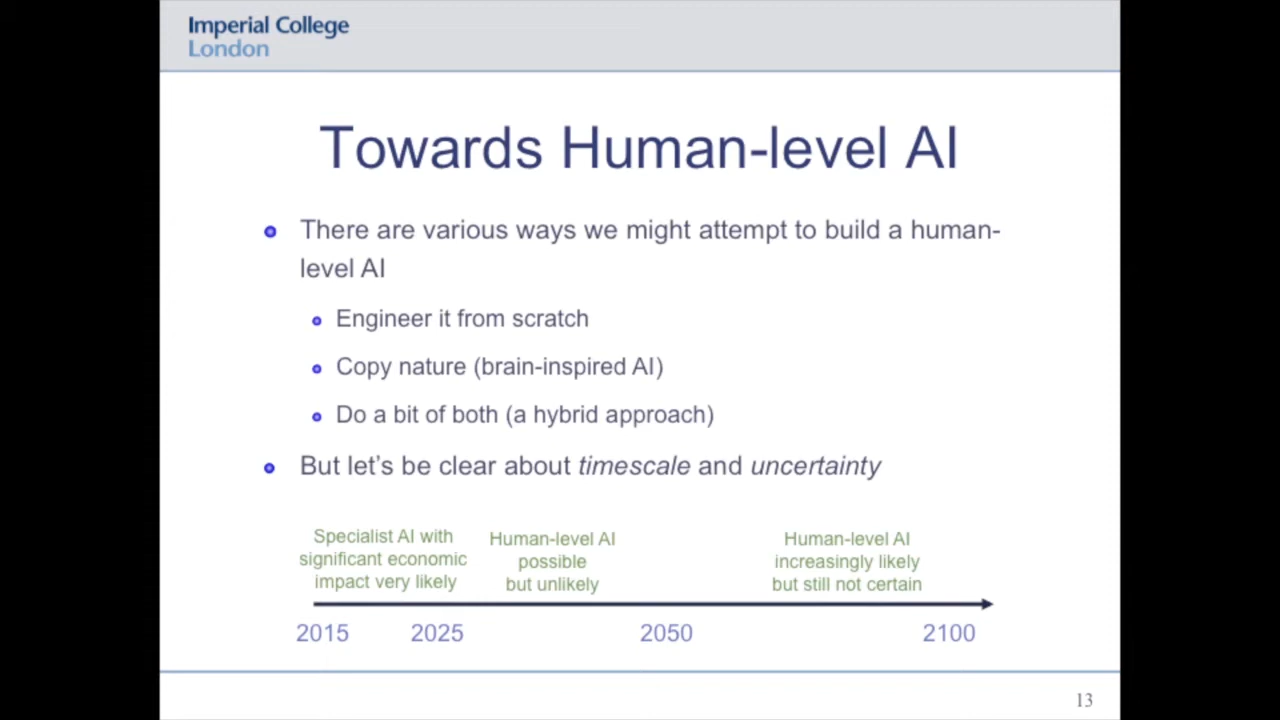 Imperial College
London
Towards Human-level AI
There are various ways we might attempt to build a human-
level AI
Engineer it from scratch
Copy nature (brain-inspired AI)
Do a bit of both (a hybrid approach)
But let's be clear about timescale and uncertainty
Specialist AI with
significant economic
impact very likely
Human-level AI
possible
but unlikely
Human-level AI
increasingly likely
but still not certain
2015 2025 2050 2100
13